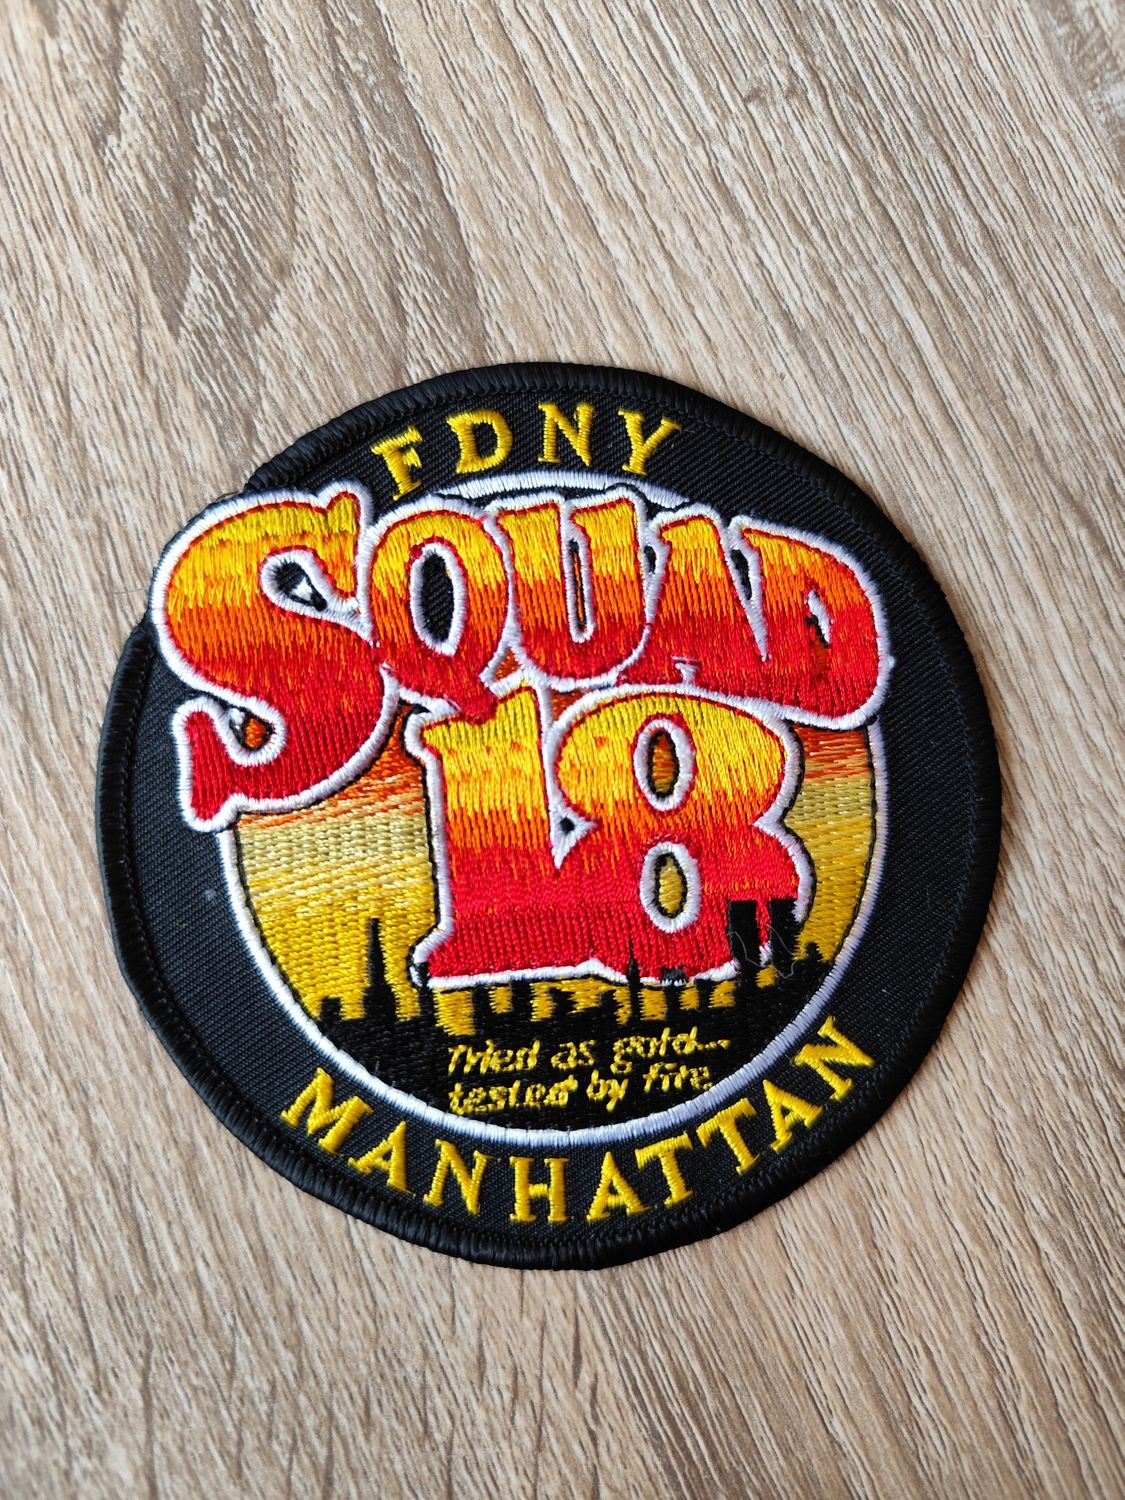 FDNY
SQUAD
18
Tried as gold...
tested by fire
MANHATTAN